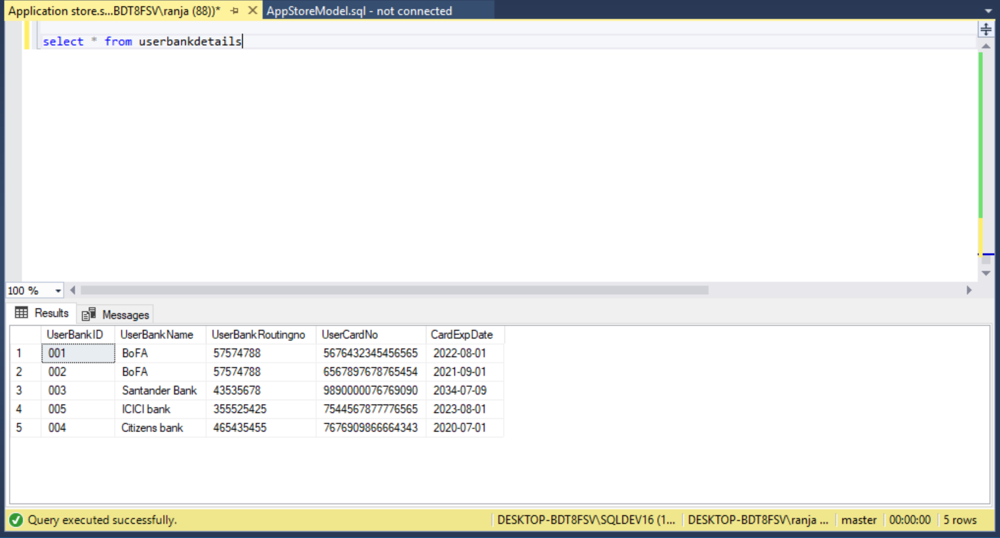 Application store.s...BDT8FSV\ranja (88))* AppStoreModel.sql - not connected
select * from userbankdetails
100 %
Results Messages
UserBankID UserBankName UserBankRoutingno UserCardNo CardExpDate
1 001 BoFA 57574788 5676432345456565 2022-08-01
2 002 BoFA 57574788 6567897678765454 2021-09-01
3 003 Santander Bank 43535678 9890000076769090 2034-07-09
4 005 ICICI bank 355525425 7544567877776565 2023-08-01
5 004 Citizens bank 465435455 7676909866664343 2020-07-01
Query executed successfully. DESKTOP-BDT8FSV\SQLDEV16 (1... DESKTOP-BDT8FSV\ranja ... master 00:00:00 5 rows